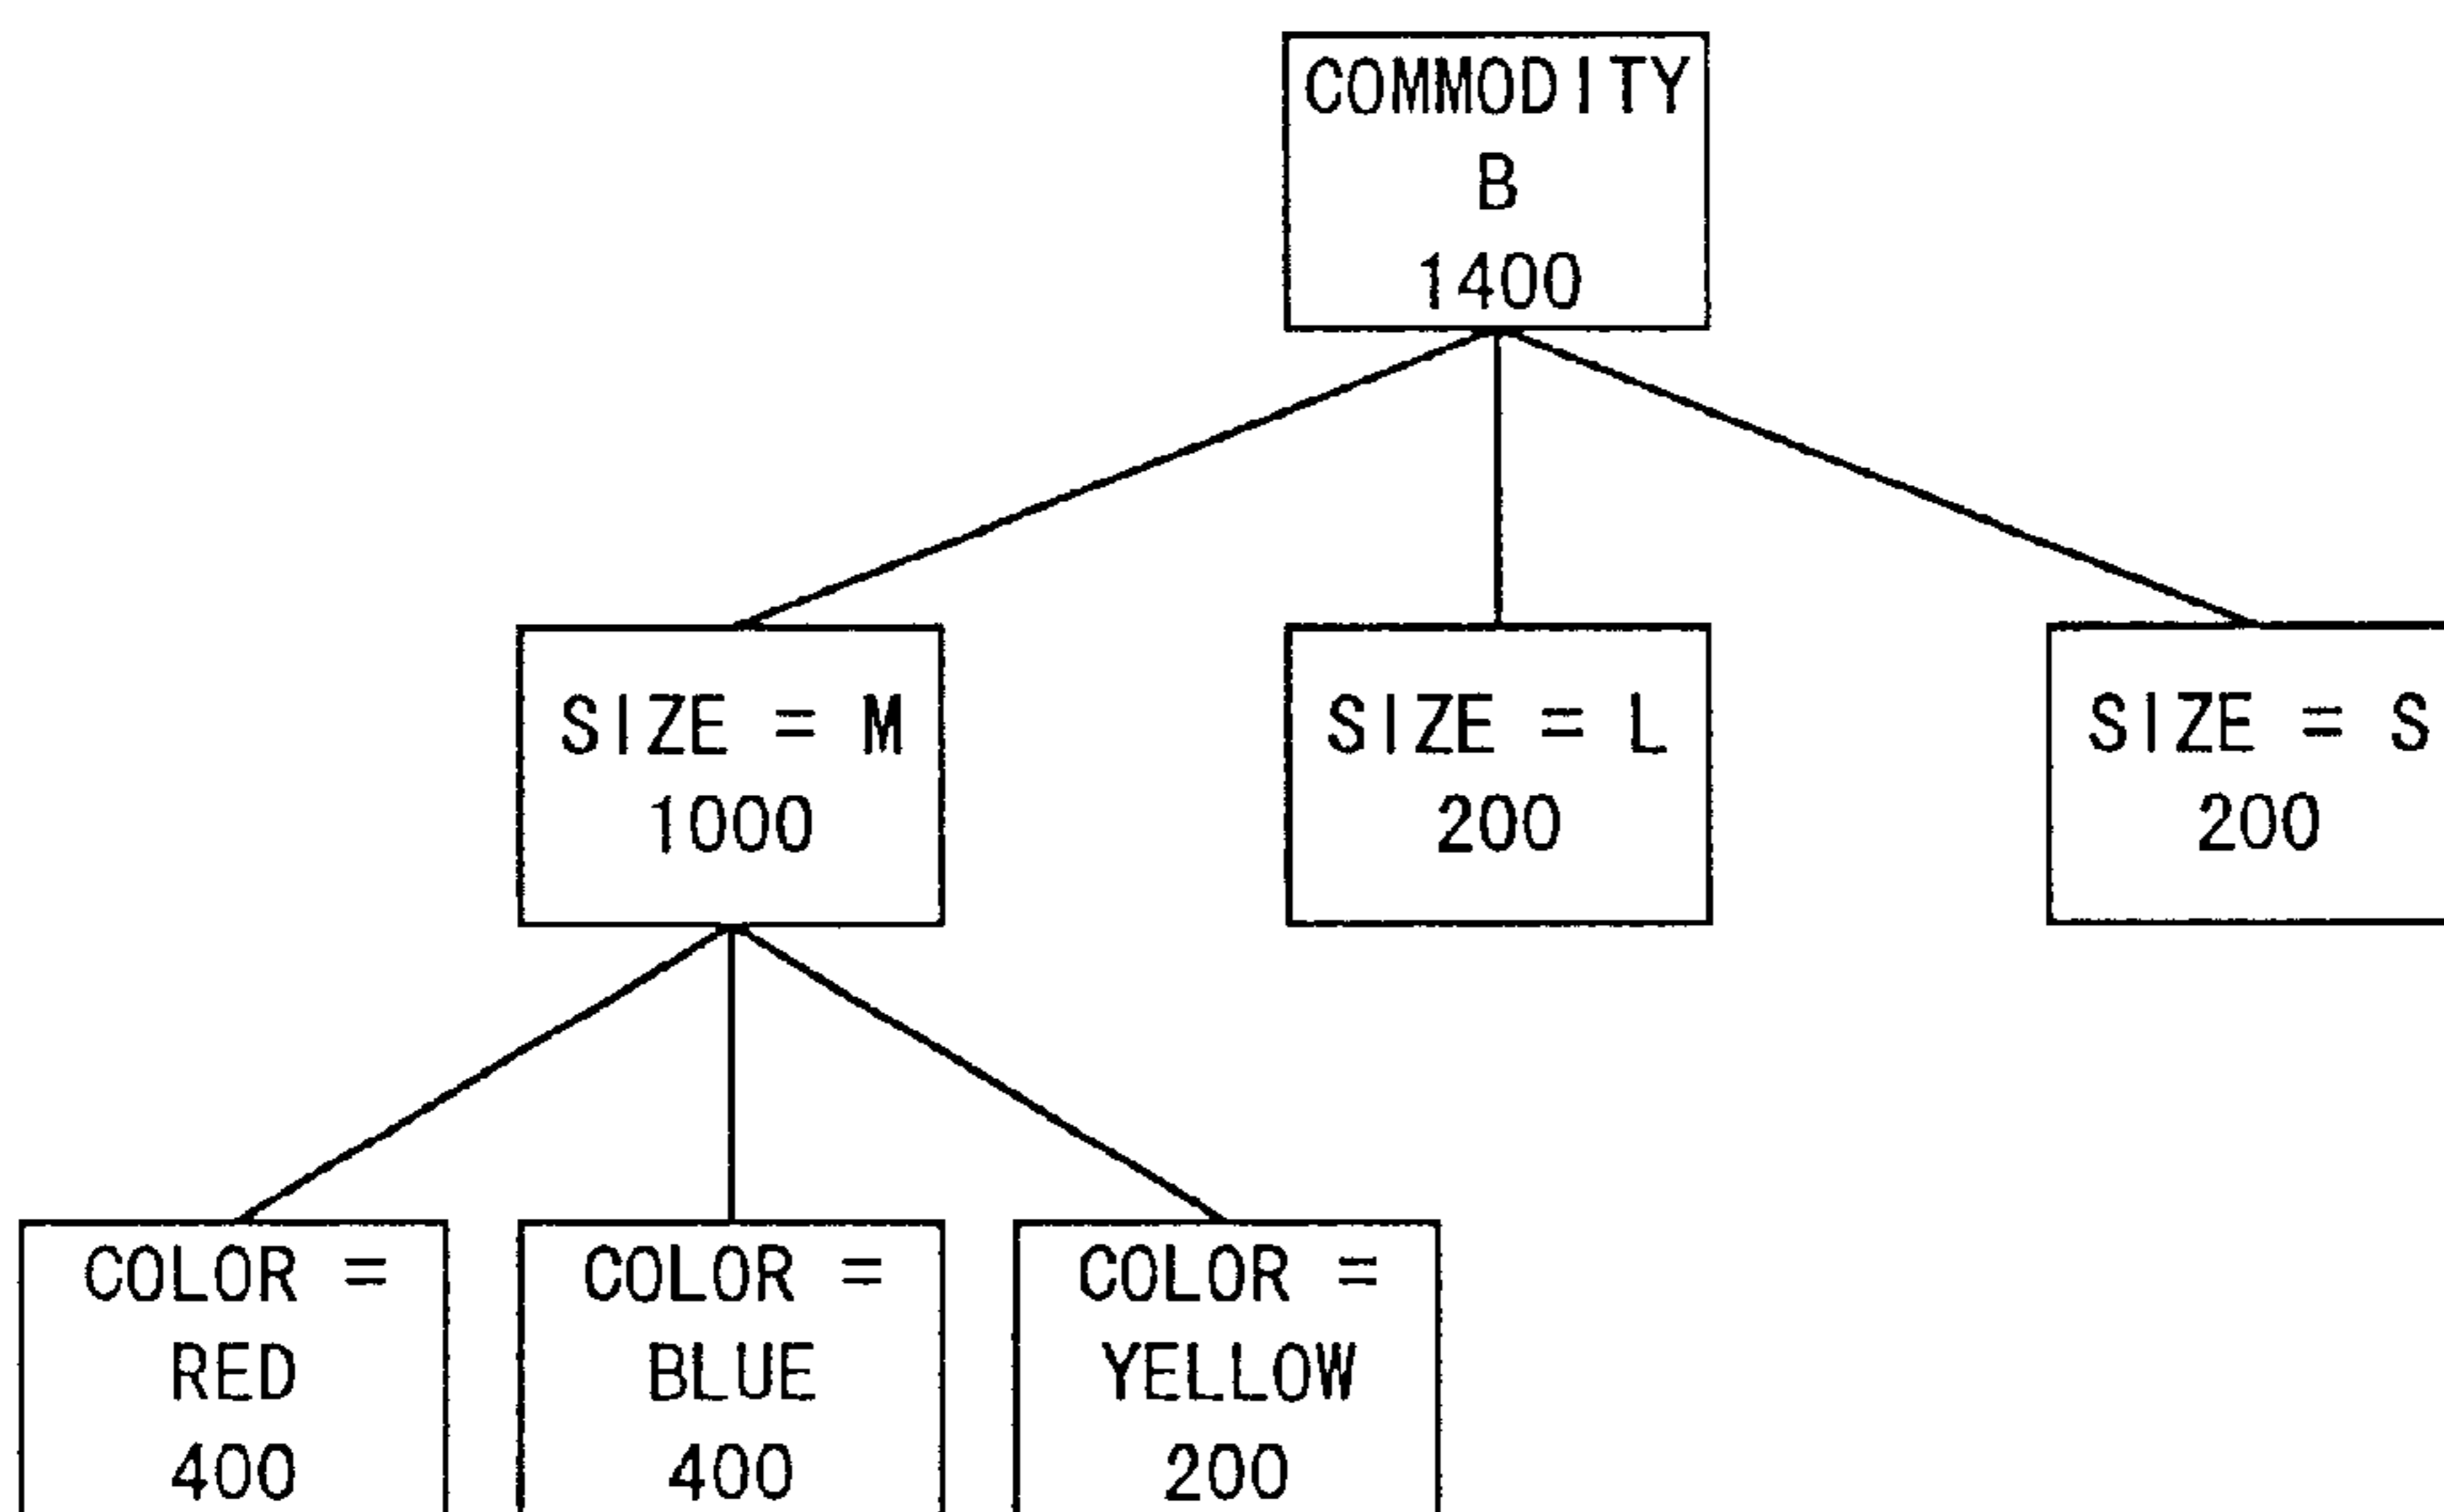 COMMODITY
B
1400
SIZE = M
1000
SIZE = L
200
SIZE = S
200
COLOR =
RED
400
COLOR =
BLUE
400
COLOR =
YELLOW
200